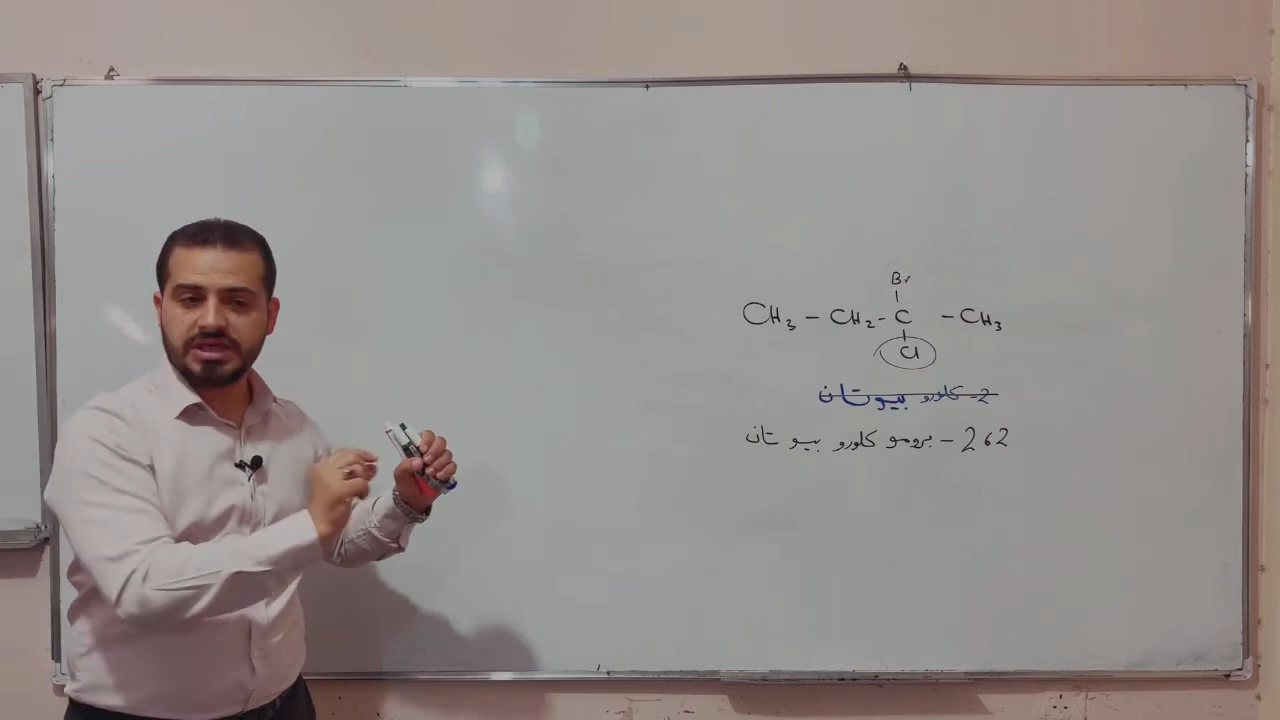 Br
CH₃ – CH₂ – C – CH₃
Cl
2- كلورو بيوتان
2،2 – برومو كلورو بيوتان